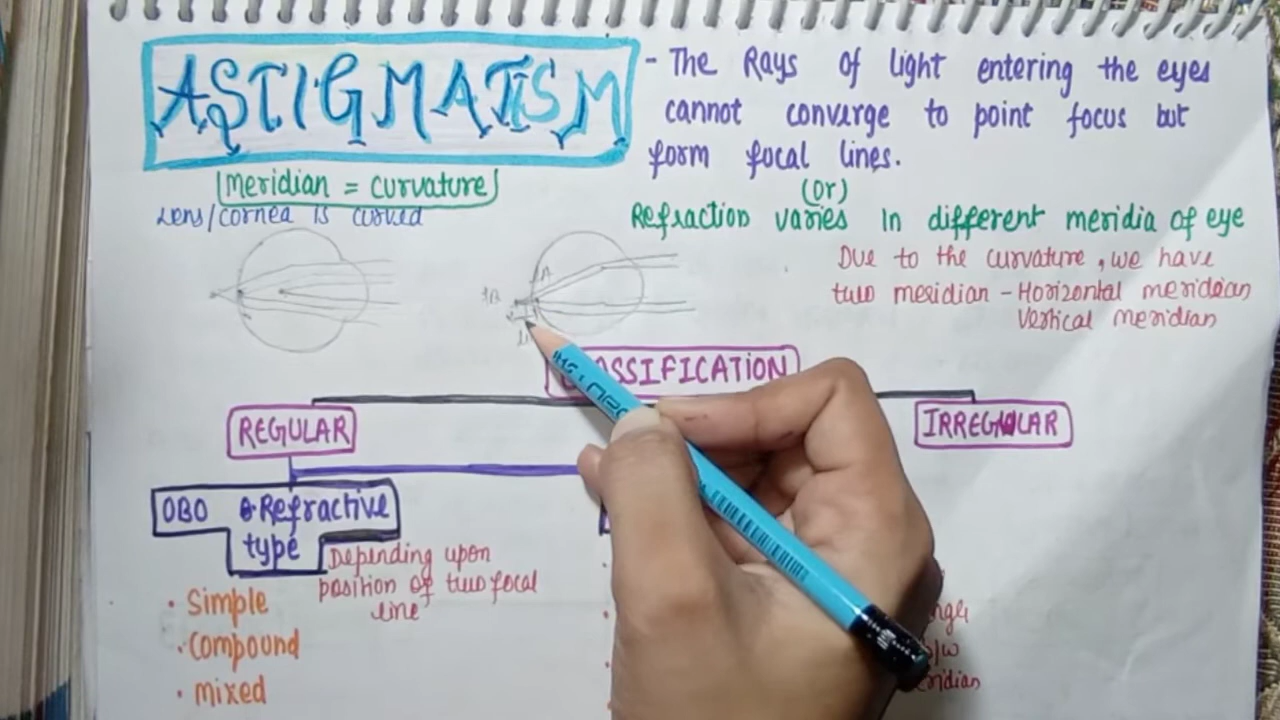 ASTIGMATISM
- The Rays of light entering the eyes
cannot converge to point focus but
form focal lines.
(Or)
Refraction varies in different meridia of eye
Meridian = curvature
Lens/cornea is curved
Due to the curvature, we have
two meridian - Horizontal meridian
Vertical meridian
A
B
CLASSIFICATION
REGULAR
IRREGULAR
OBO Refractive
type
Depending upon
position of two focal
line
• Simple
• Compound
• mixed
b/w